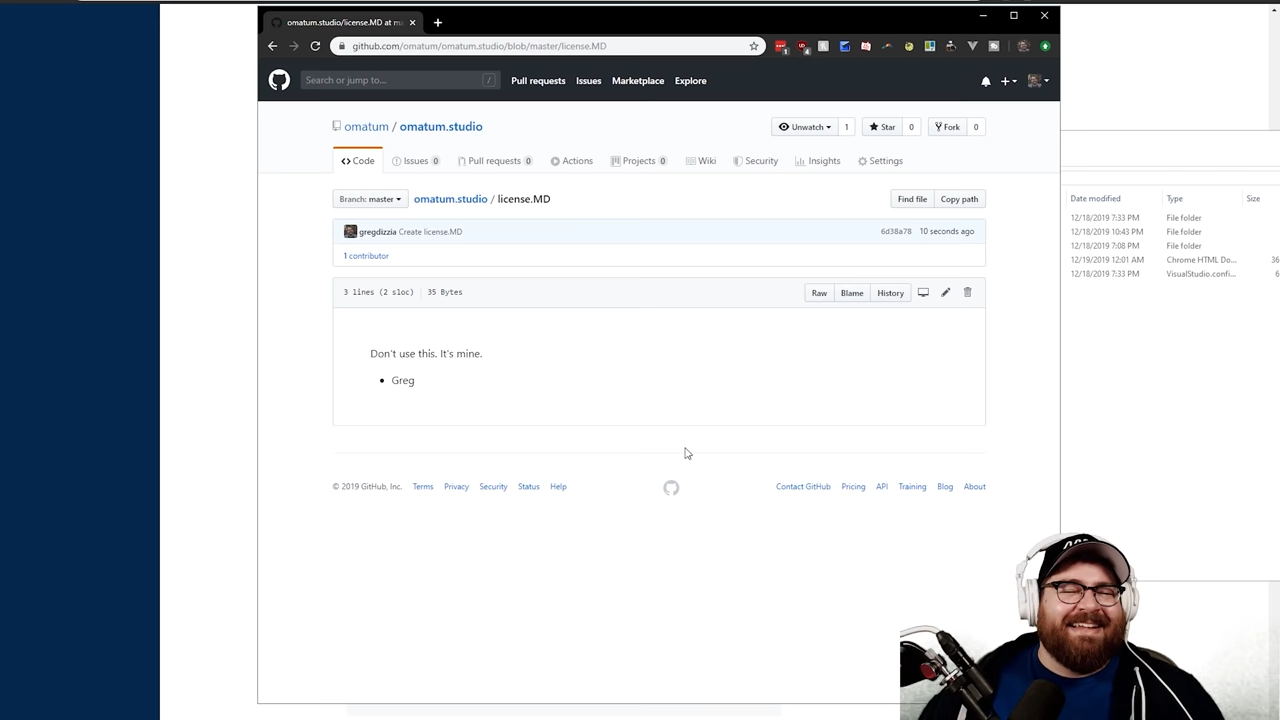 omatum.studio/license.MD at ma
github.com/omatum/omatum.studio/blob/master/license.MD
Search or jump to... /
Pull requests Issues Marketplace Explore
omatum / omatum.studio
Unwatch 1 Star 0 Fork 0
Code Issues 0 Pull requests 0 Actions Projects 0 Wiki Security Insights Settings
Branch: master omatum.studio / license.MD Find file Copy path
gregdizzia Create license.MD 6d38a78 10 seconds ago
1 contributor
3 lines (2 sloc) 35 Bytes Raw Blame History
Don't use this. It's mine.
• Greg
© 2019 GitHub, Inc. Terms Privacy Security Status Help Contact GitHub Pricing API Training Blog About
Date modified Type Size
12/18/2019 7:33 PM File folder
12/18/2019 10:43 PM File folder
12/18/2019 7:08 PM File folder
12/19/2019 12:01 AM Chrome HTML Do... 36
12/18/2019 7:33 PM VisualStudio.confi... 6